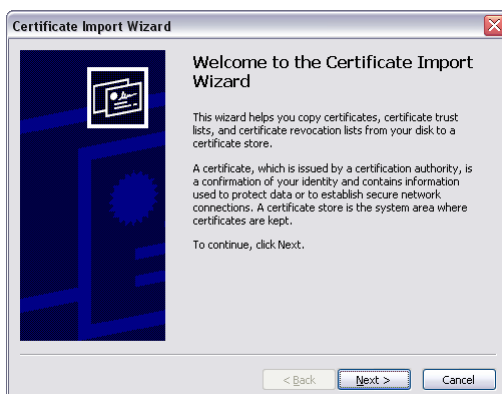 Certificate Import Wizard
Welcome to the Certificate Import
Wizard
This wizard helps you copy certificates, certificate trust
lists, and certificate revocation lists from your disk to a
certificate store.
A certificate, which is issued by a certification authority, is
a confirmation of your identity and contains information
used to protect data or to establish secure network
connections. A certificate store is the system area where
certificates are kept.
To continue, click Next.
< Back Next > Cancel